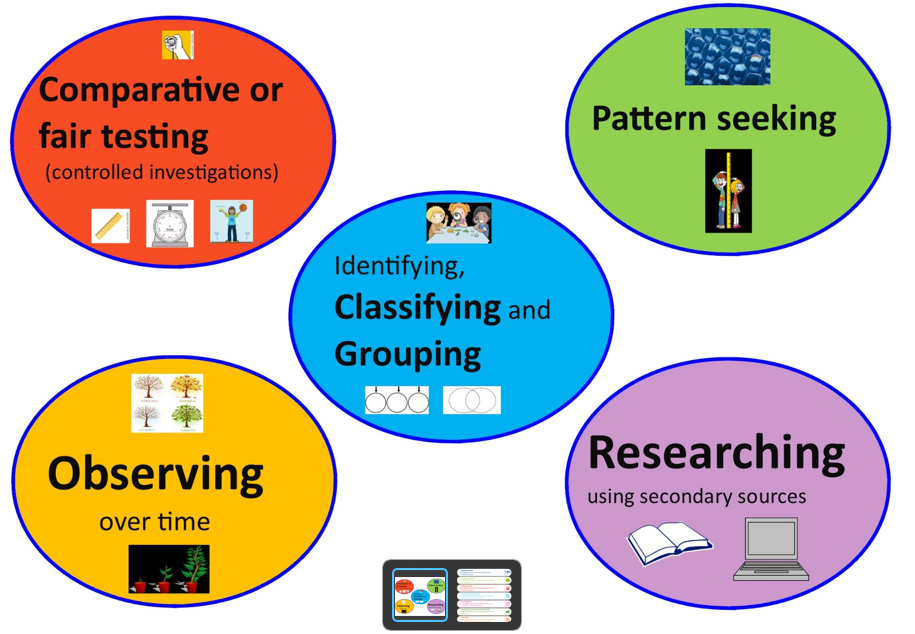 Comparative or
fair testing
(controlled investigations)
Pattern seeking
Identifying,
Classifying and
Grouping
Observing
over time
Researching
using secondary sources